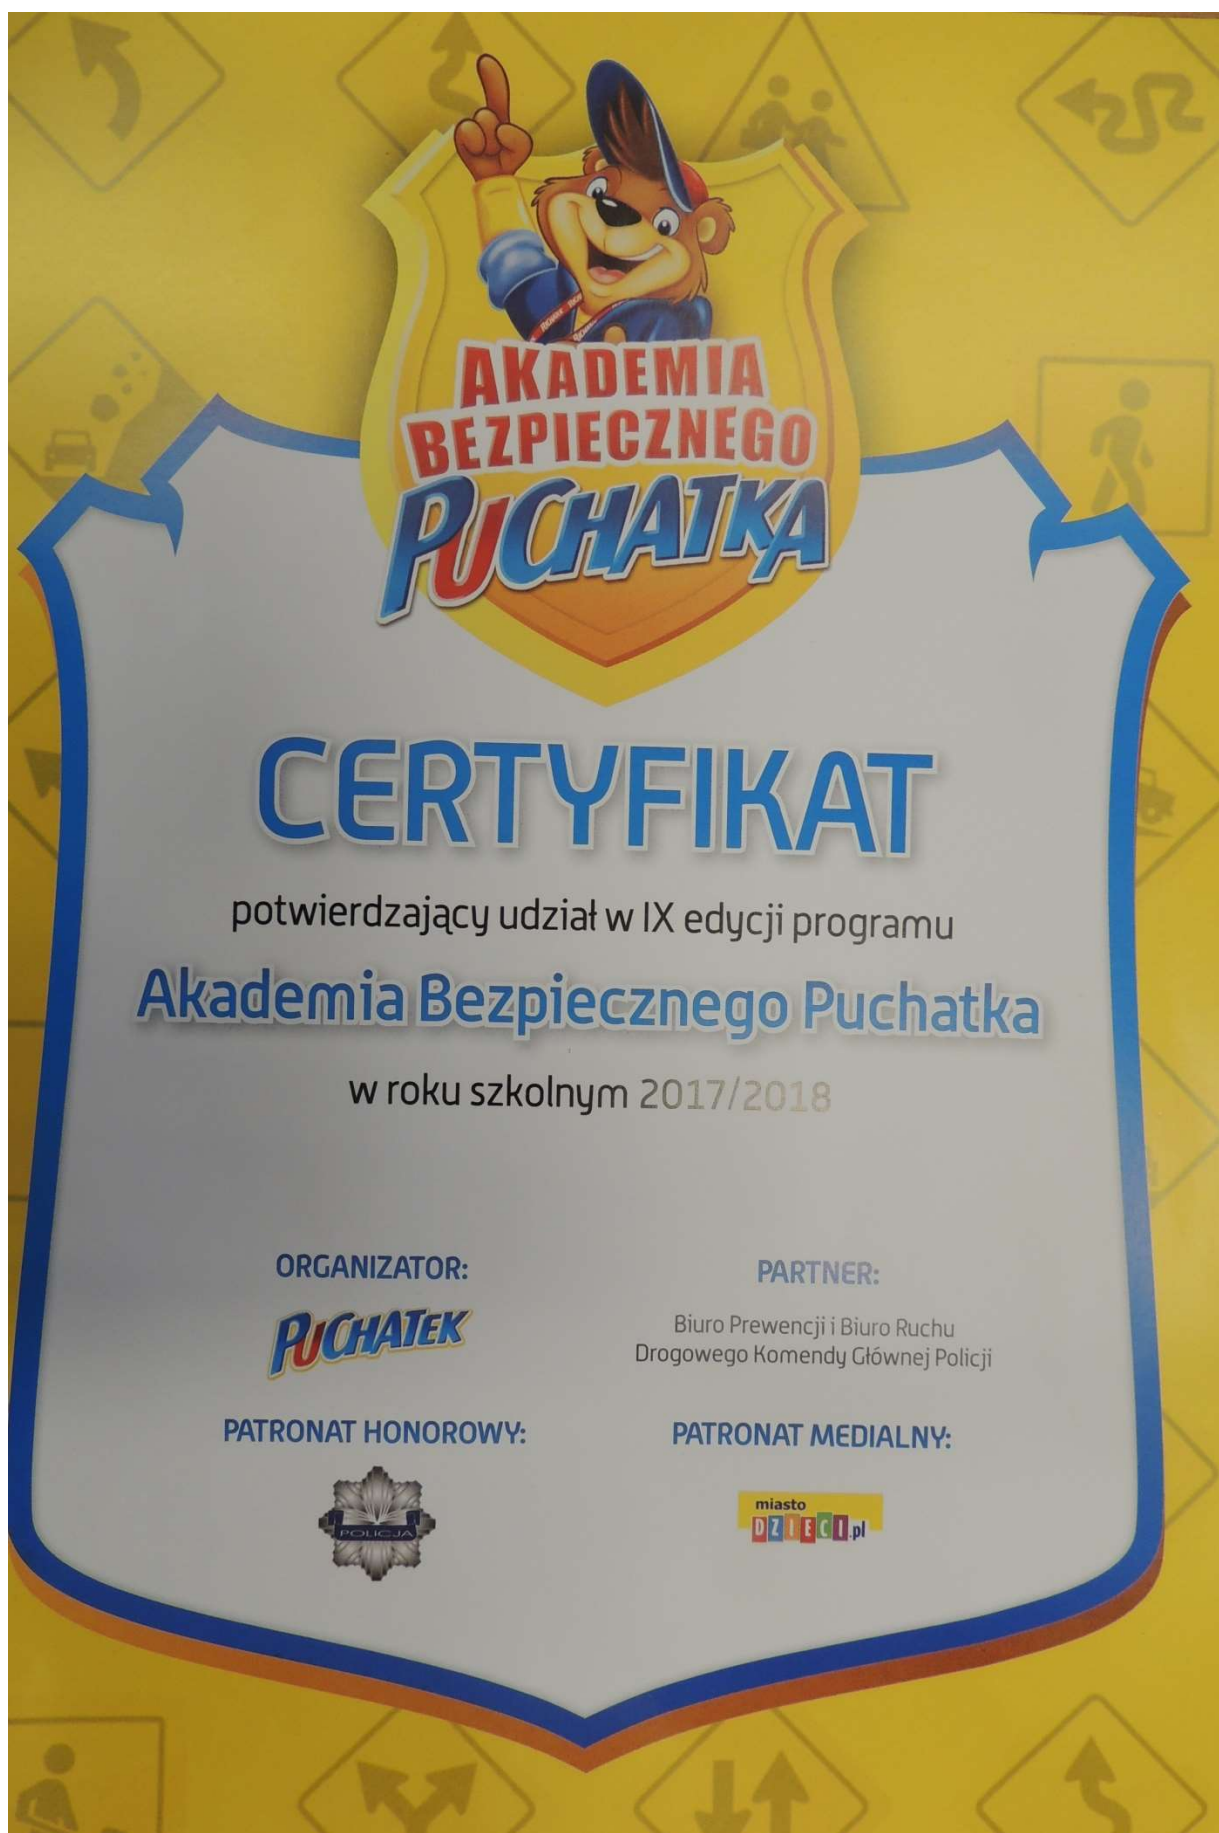 AKADEMIA
BEZPIECZNEGO
PUCHATKA
CERTYFIKAT
potwierdzający udział w IX edycji programu
Akademia Bezpiecznego Puchatka
w roku szkolnym 2017/2018
ORGANIZATOR:
PUCHATEK
PARTNER:
Biuro Prewencji i Biuro Ruchu
Drogowego Komendy Głównej Policji
PATRONAT HONOROWY:
POLICJA
PATRONAT MEDIALNY:
miasto
DZIECI.pl